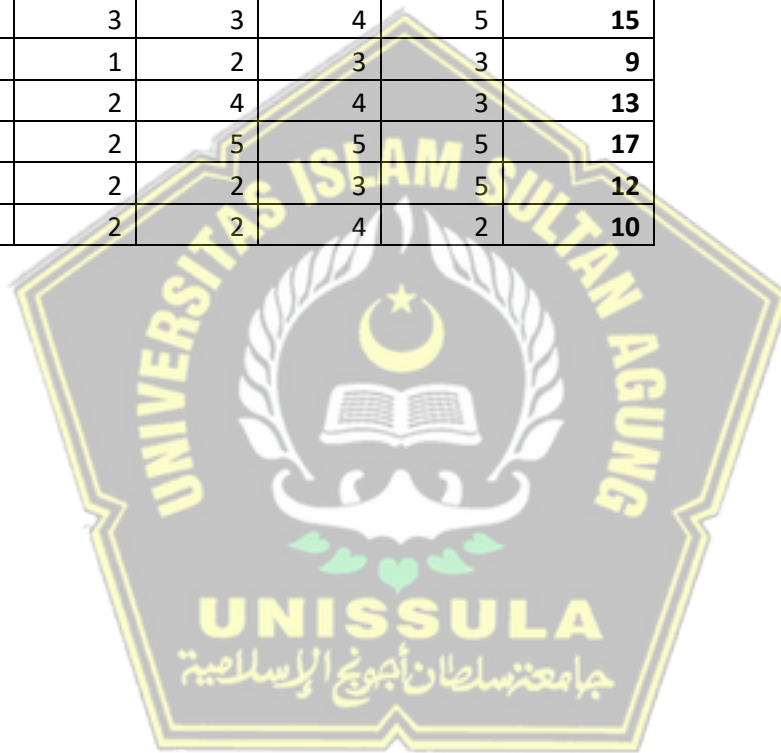 3 3 4 5 15
1 2 3 3 9
2 4 4 3 13
2 5 5 5 17
2 2 3 5 12
2 2 4 2 10
UNIVERSITAS ISLAM SULTAN AGUNG
UNISSULA
جامعة سلطان أجونج الإسلامية